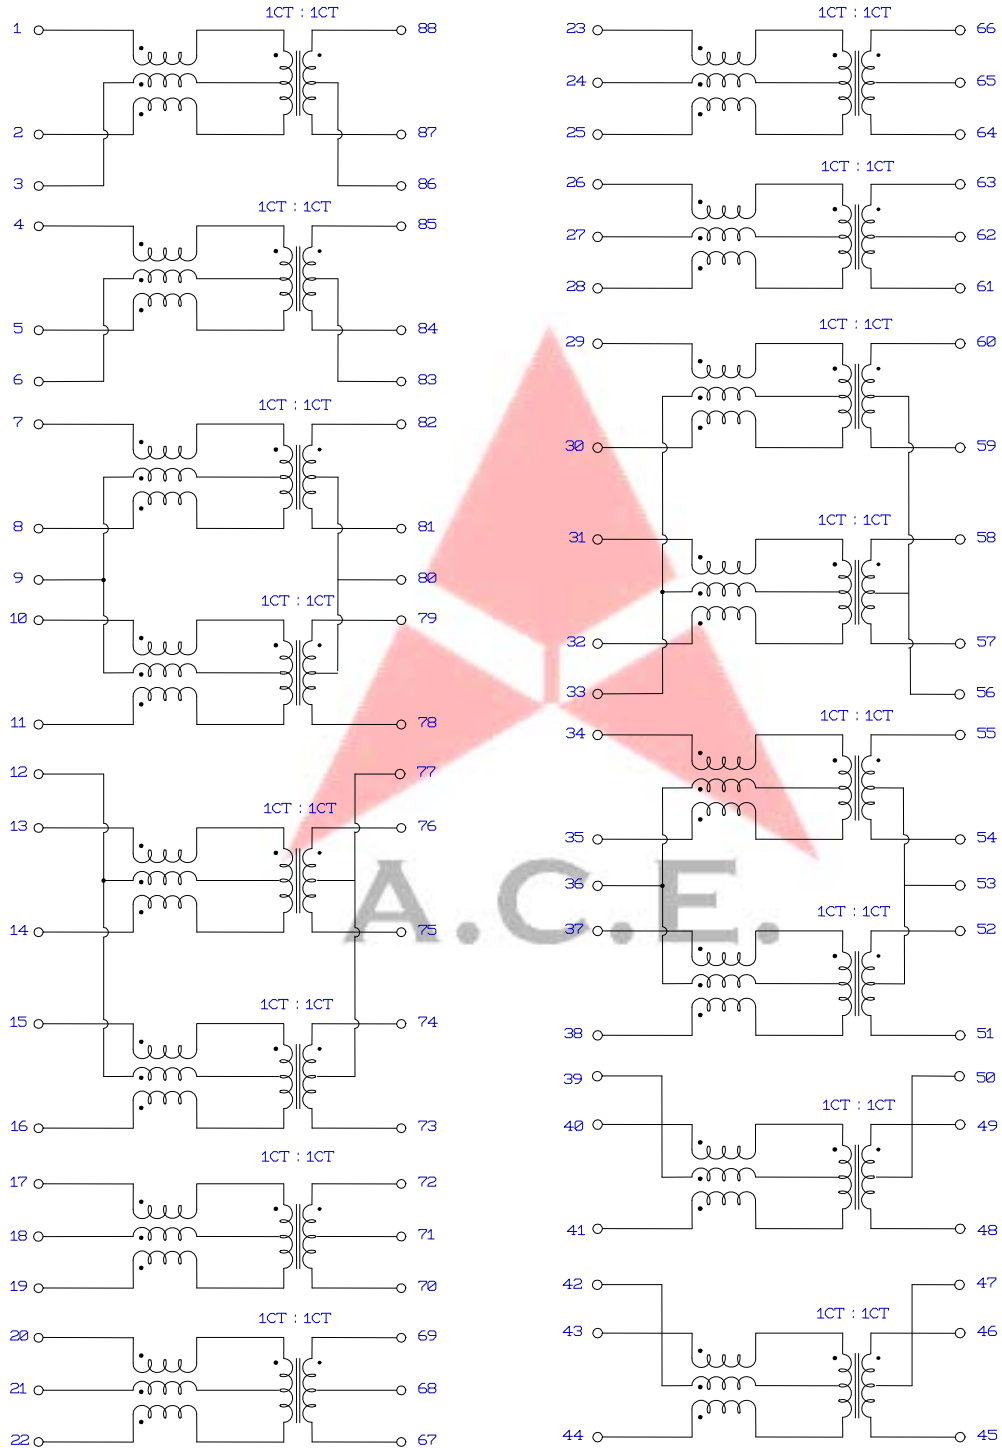 1CT : 1CT
1 88
2 87
3 86
1CT : 1CT
4 85
5 84
6 83
1CT : 1CT
7 82
8 81
9 80
1CT : 1CT
10 79
11 78
12 77
1CT : 1CT
13 76
14 75
1CT : 1CT
15 74
16 73
1CT : 1CT
17 72
18 71
19 70
1CT : 1CT
20 69
21 68
22 67
1CT : 1CT
23 66
24 65
25 64
1CT : 1CT
26 63
27 62
28 61
1CT : 1CT
29 60
30 59
1CT : 1CT
31 58
32 57
33 56
1CT : 1CT
34 55
35 54
36 53
1CT : 1CT
37 52
38 51
39 50
1CT : 1CT
40 49
41 48
42 47
1CT : 1CT
43 46
44 45
A.C.E.